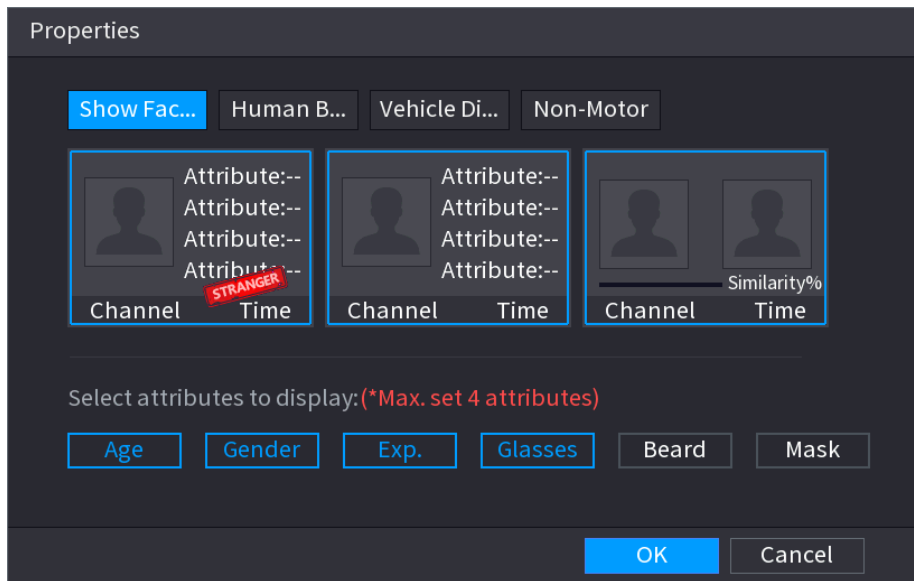 Properties
Show Fac... Human B... Vehicle Di... Non-Motor
Attribute:--
Attribute:--
Attribute:--
Attribute:--
STRANGER
Channel Time
Attribute:--
Attribute:--
Attribute:--
Attribute:--
Channel Time
Similarity%
Channel Time
Select attributes to display:(*Max. set 4 attributes)
Age Gender Exp. Glasses Beard Mask
OK Cancel